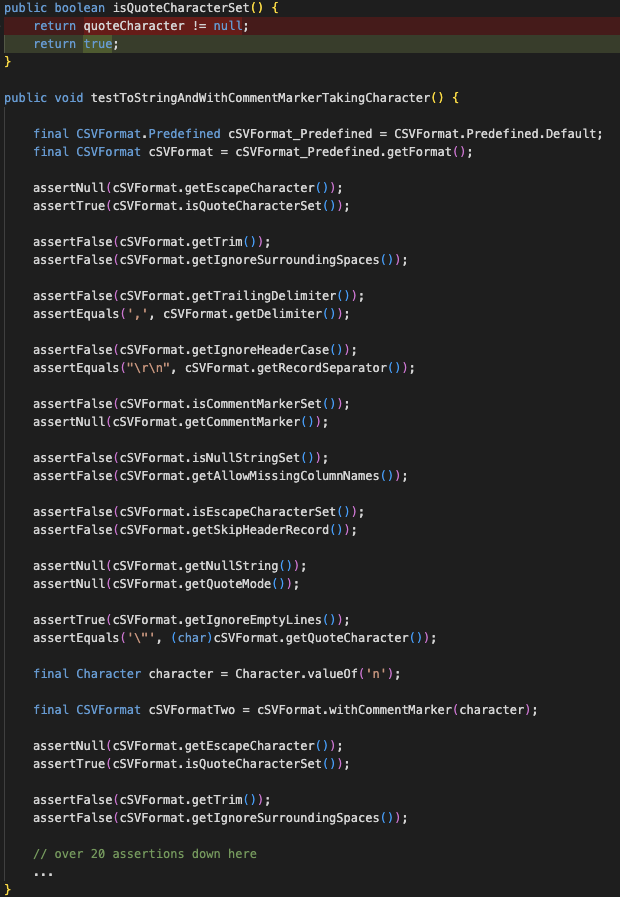 public boolean isQuoteCharacterSet() {
return quoteCharacter != null;
return true;
}
public void testToStringAndWithCommentMarkerTakingCharacter() {
final CSVFormat.Predefined cSVFormat_Predefined = CSVFormat.Predefined.Default;
final CSVFormat cSVFormat = cSVFormat_Predefined.getFormat();
assertNull(cSVFormat.getEscapeCharacter());
assertTrue(cSVFormat.isQuoteCharacterSet());
assertFalse(cSVFormat.getTrim());
assertFalse(cSVFormat.getIgnoreSurroundingSpaces());
assertFalse(cSVFormat.getTrailingDelimiter());
assertEquals(',', cSVFormat.getDelimiter());
assertFalse(cSVFormat.getIgnoreHeaderCase());
assertEquals("\r\n", cSVFormat.getRecordSeparator());
assertFalse(cSVFormat.isCommentMarkerSet());
assertNull(cSVFormat.getCommentMarker());
assertFalse(cSVFormat.isNullStringSet());
assertFalse(cSVFormat.getAllowMissingColumnNames());
assertFalse(cSVFormat.isEscapeCharacterSet());
assertFalse(cSVFormat.getSkipHeaderRecord());
assertNull(cSVFormat.getNullString());
assertNull(cSVFormat.getQuoteMode());
assertTrue(cSVFormat.getIgnoreEmptyLines());
assertEquals('\"', (char)cSVFormat.getQuoteCharacter());
final Character character = Character.valueOf('n');
final CSVFormat cSVFormatTwo = cSVFormat.withCommentMarker(character);
assertNull(cSVFormat.getEscapeCharacter());
assertTrue(cSVFormat.isQuoteCharacterSet());
assertFalse(cSVFormat.getTrim());
assertFalse(cSVFormat.getIgnoreSurroundingSpaces());
// over 20 assertions down here
...
}